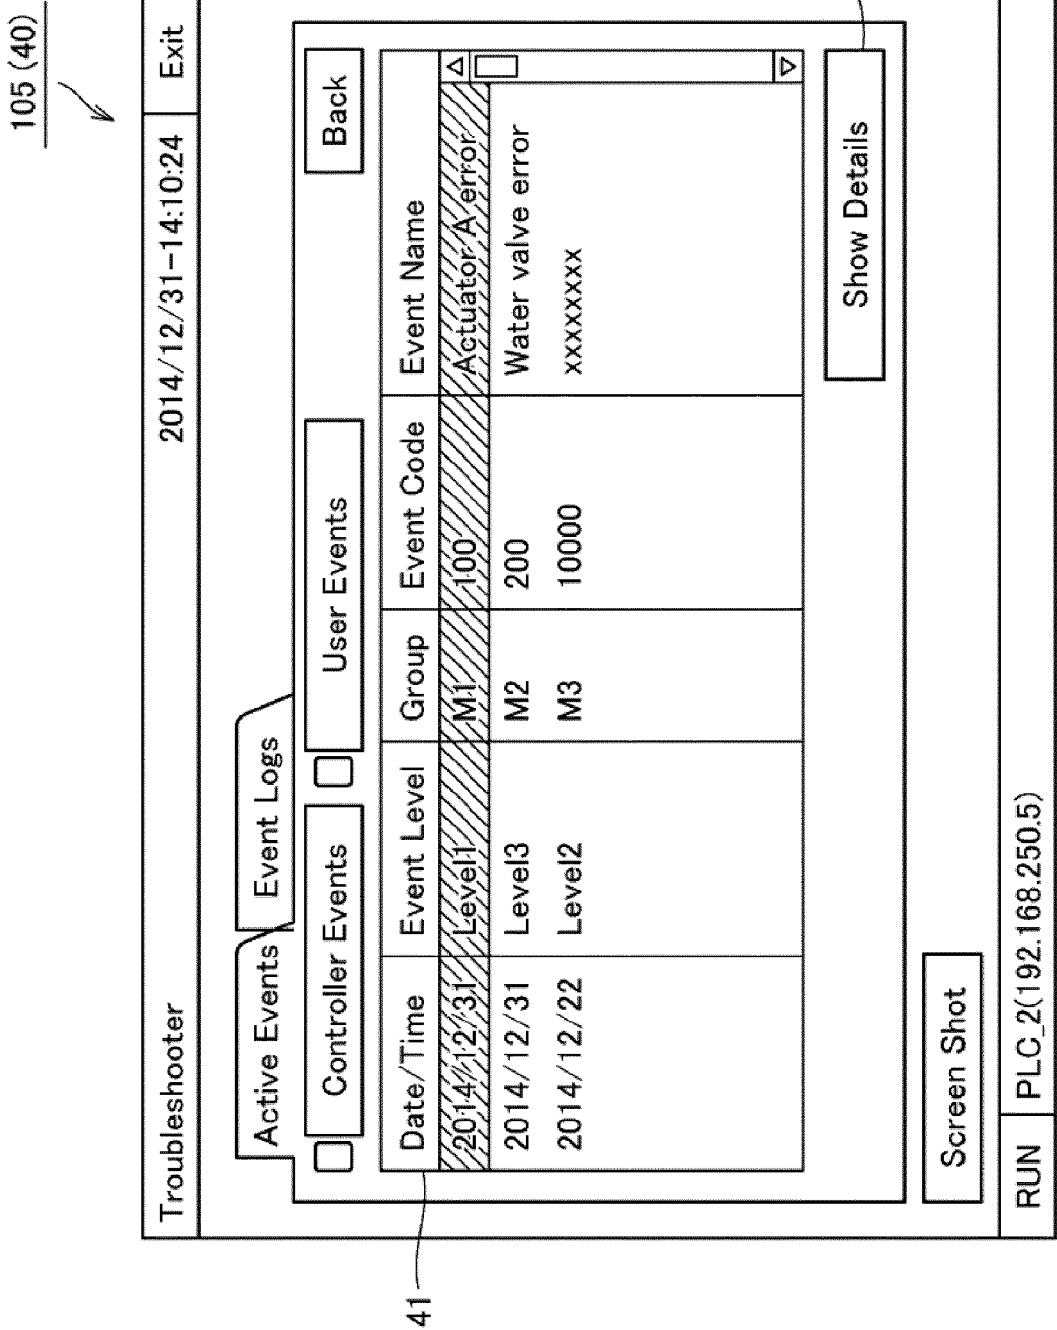 105 (40)
Troubleshooter 2014/12/31-14:10:24 Exit
Active Events Event Logs
Controller Events User Events Back
Date/Time Event Level Group Event Code Event Name
2014/12/31 Level1 M1 100 Actuator A error
2014/12/31 Level3 M2 200 Water valve error
2014/12/22 Level2 M3 10000 xxxxxxxx
41
Show Details
Screen Shot
RUN PLC_2(192.168.250.5)